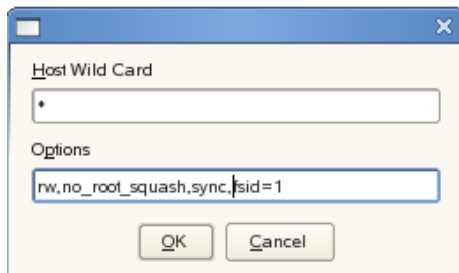 Host Wild Card
*
Options
rw,no_root_squash,sync,fsid=1
OK Cancel